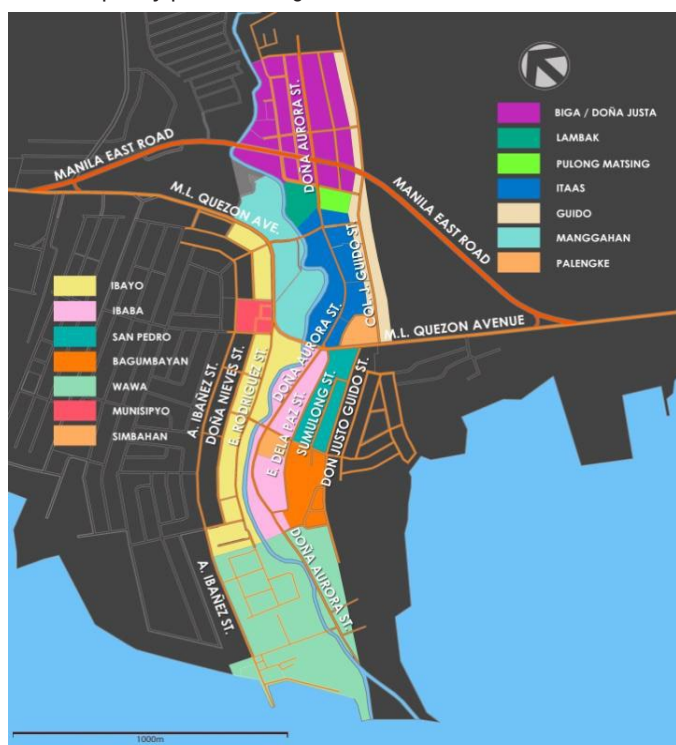 BIGA / DOÑA JUSTA
LAMBAK
PULONG MATSING
ITAAS
GUIDO
MANGGAHAN
PALENGKE
MANILA EAST ROAD
DOÑA AURORA ST.
M.L. QUEZON AVE.
MANILA EAST ROAD
COL. J. GUIDO ST.
M.L. QUEZON AVENUE
IBAYO
IBABA
SAN PEDRO
BAGUMBAYAN
WAWA
MUNISIPYO
SIMBAHAN
A. IBAÑEZ ST.
DOÑA NIEVES ST.
E. RODRIGUEZ ST.
DOÑA AURORA ST.
E. DELA PAZ ST.
SUMULONG ST.
DON JUSTO GUIDO ST.
A. IBAÑEZ ST.
DOÑA AURORA ST.
1000m